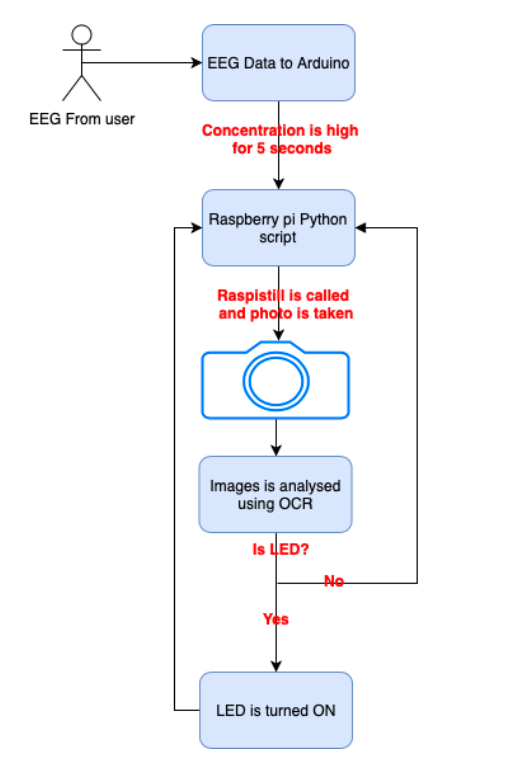 EEG Data to Arduino
EEG From user
Concentration is high
for 5 seconds
Raspberry pi Python
script
Raspistill is called
and photo is taken
Images is analysed
using OCR
Is LED?
No
Yes
LED is turned ON